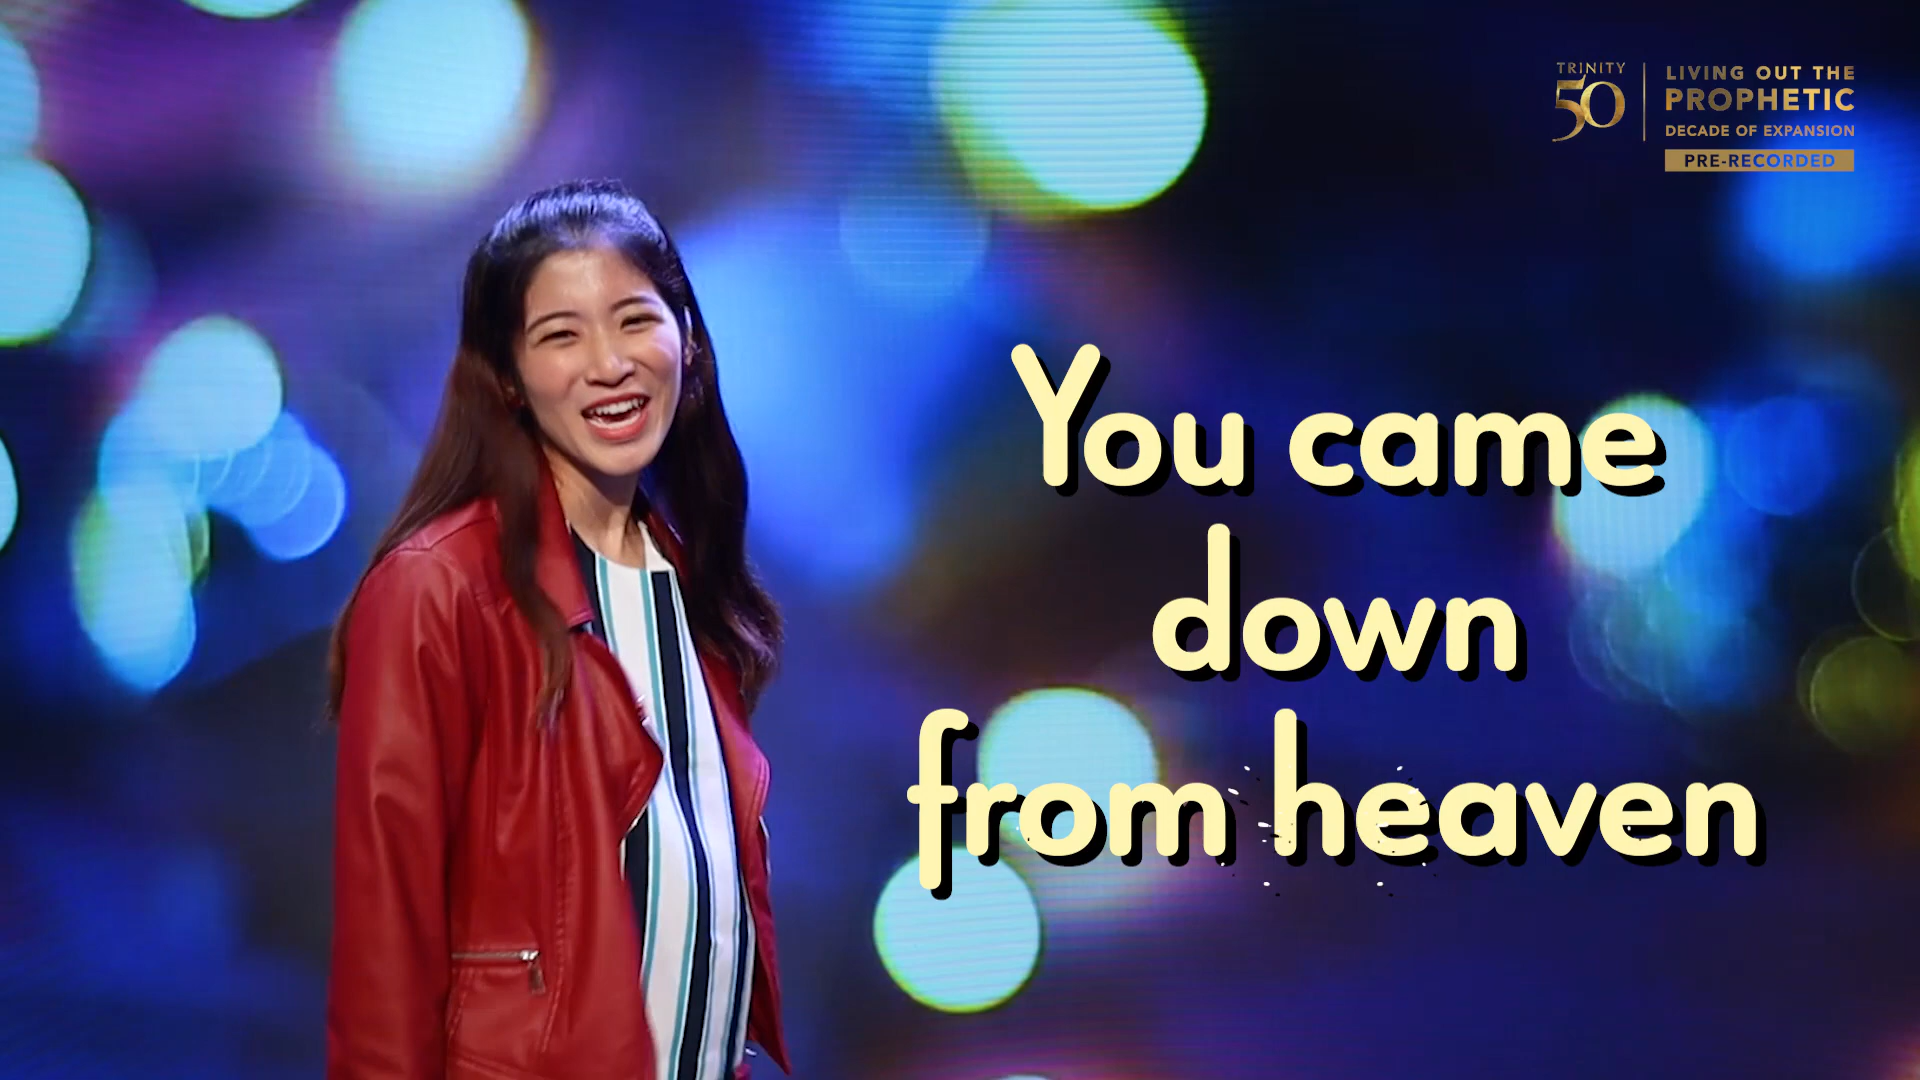 TRINITY
50
LIVING OUT THE
PROPHETIC
DECADE OF EXPANSION
PRE-RECORDED
You came
down
from heaven